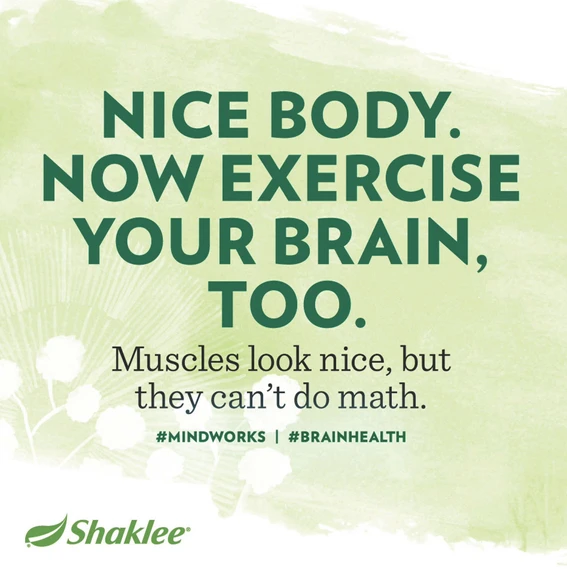 NICE BODY.
NOW EXERCISE
YOUR BRAIN,
TOO.
Muscles look nice, but
they can't do math.
#MINDWORKS | #BRAINHEALTH
Shaklee®